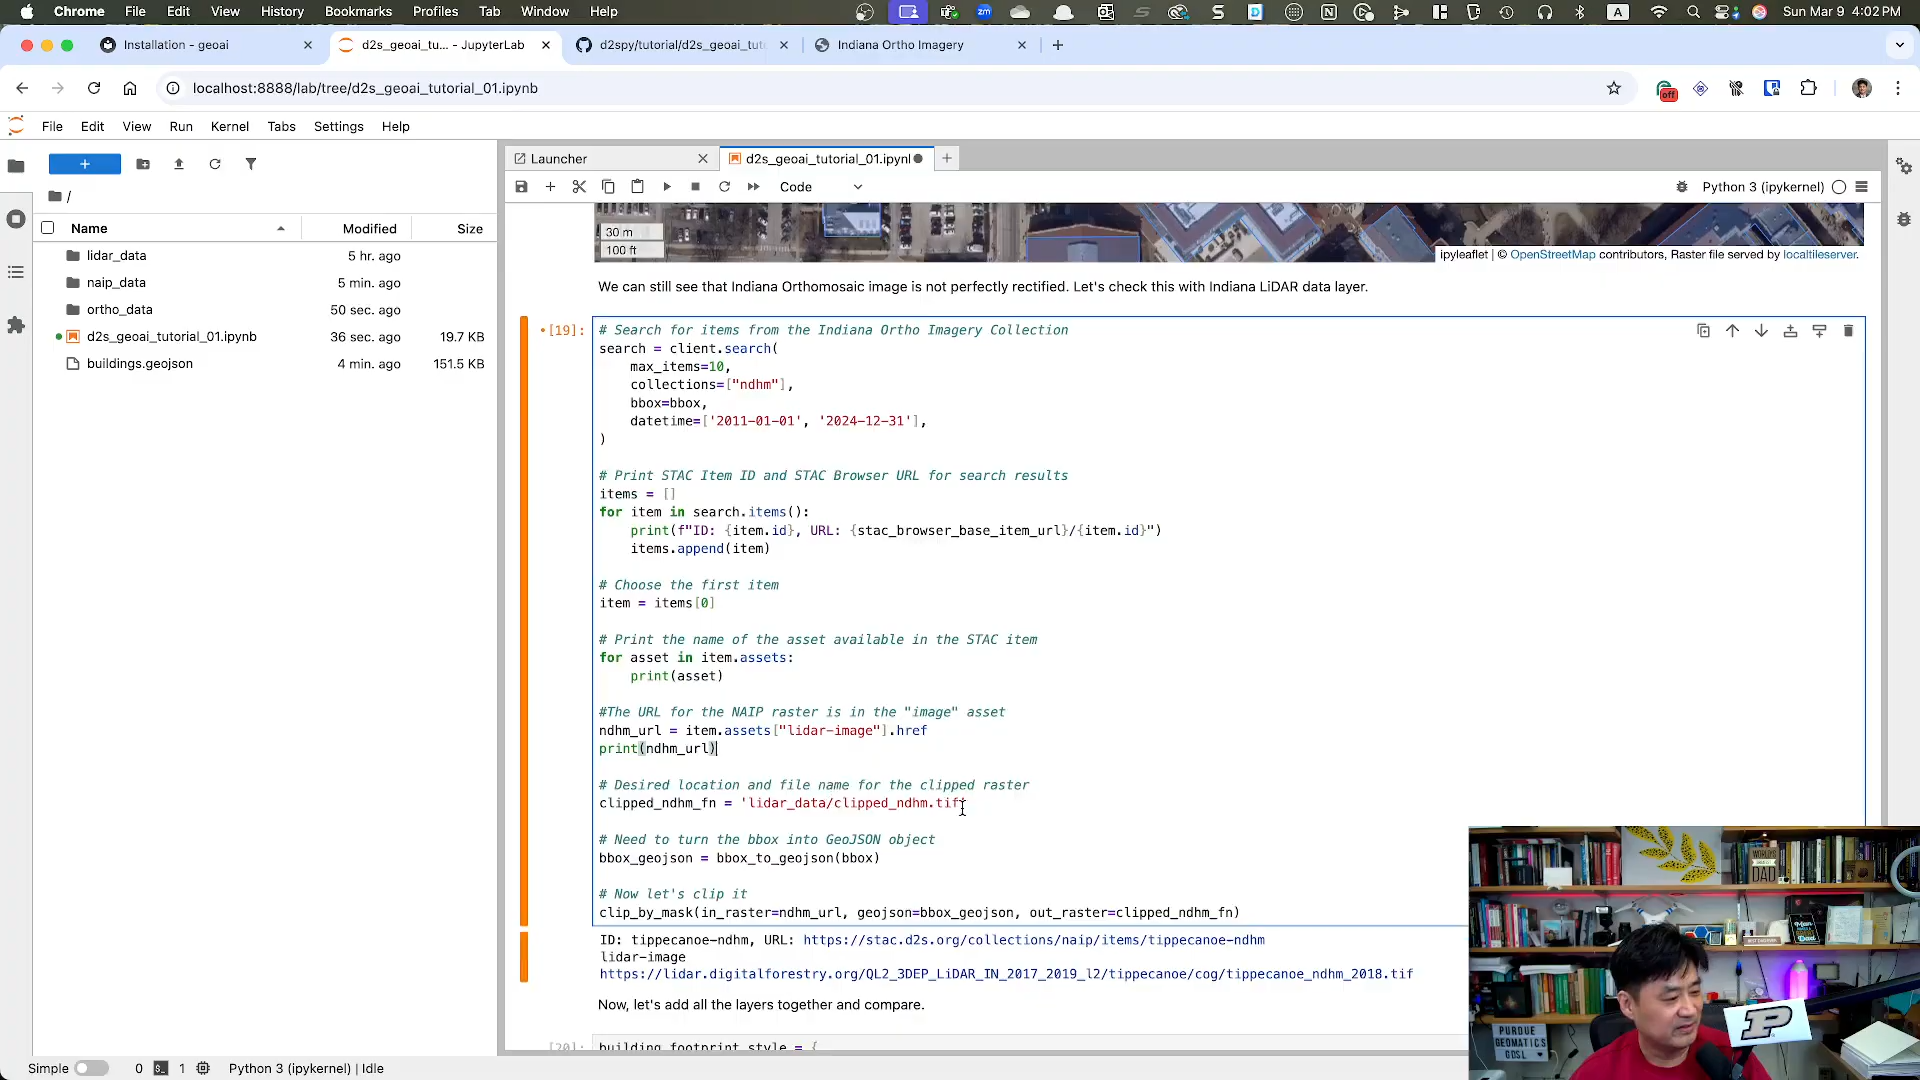 Chrome File Edit View History Bookmarks Profiles Tab Window Help
Sun Mar 9 4:02 PM
Installation - geoai
d2s_geoai_tu... - JupyterLab
d2spy/tutorial/d2s_geoai_tut
Indiana Ortho Imagery
localhost:8888/lab/tree/d2s_geoai_tutorial_01.ipynb
off
File Edit View Run Kernel Tabs Settings Help
Launcher
d2s_geoai_tutorial_01.ipynl
Code
Python 3 (ipykernel)
/
Name Modified Size
lidar_data 5 hr. ago
naip_data 5 min. ago
ortho_data 50 sec. ago
d2s_geoai_tutorial_01.ipynb 36 sec. ago 19.7 KB
buildings.geojson 4 min. ago 151.5 KB
30 m
100 ft
ipyleaflet | © OpenStreetMap contributors, Raster file served by localtileserver.
We can still see that Indiana Orthomosaic image is not perfectly rectified. Let's check this with Indiana LiDAR data layer.
[19]:
# Search for items from the Indiana Ortho Imagery Collection
search = client.search(
max_items=10,
collections=["ndhm"],
bbox=bbox,
datetime=['2011-01-01', '2024-12-31'],
)
# Print STAC Item ID and STAC Browser URL for search results
items = []
for item in search.items():
print(f"ID: {item.id}, URL: {stac_browser_base_item_url}/{item.id}")
items.append(item)
# Choose the first item
item = items[0]
# Print the name of the asset available in the STAC item
for asset in item.assets:
print(asset)
#The URL for the NAIP raster is in the "image" asset
ndhm_url = item.assets["lidar-image"].href
print(ndhm_url)
# Desired location and file name for the clipped raster
clipped_ndhm_fn = 'lidar_data/clipped_ndhm.tif'
# Need to turn the bbox into GeoJSON object
bbox_geojson = bbox_to_geojson(bbox)
# Now let's clip it
clip_by_mask(in_raster=ndhm_url, geojson=bbox_geojson, out_raster=clipped_ndhm_fn)
ID: tippecanoe-ndhm, URL: https://stac.d2s.org/collections/naip/items/tippecanoe-ndhm
lidar-image
https://lidar.digitalforestry.org/QL2_3DEP_LiDAR_IN_2017_2019_l2/tippecanoe/cog/tippecanoe_ndhm_2018.tif
Now, let's add all the layers together and compare.
[20]:
building_footprint_style = {
WORLD'S
DAD
PURDUE
GEOMATICS
GDSL
P
Simple 0 1 Python 3 (ipykernel) | Idle